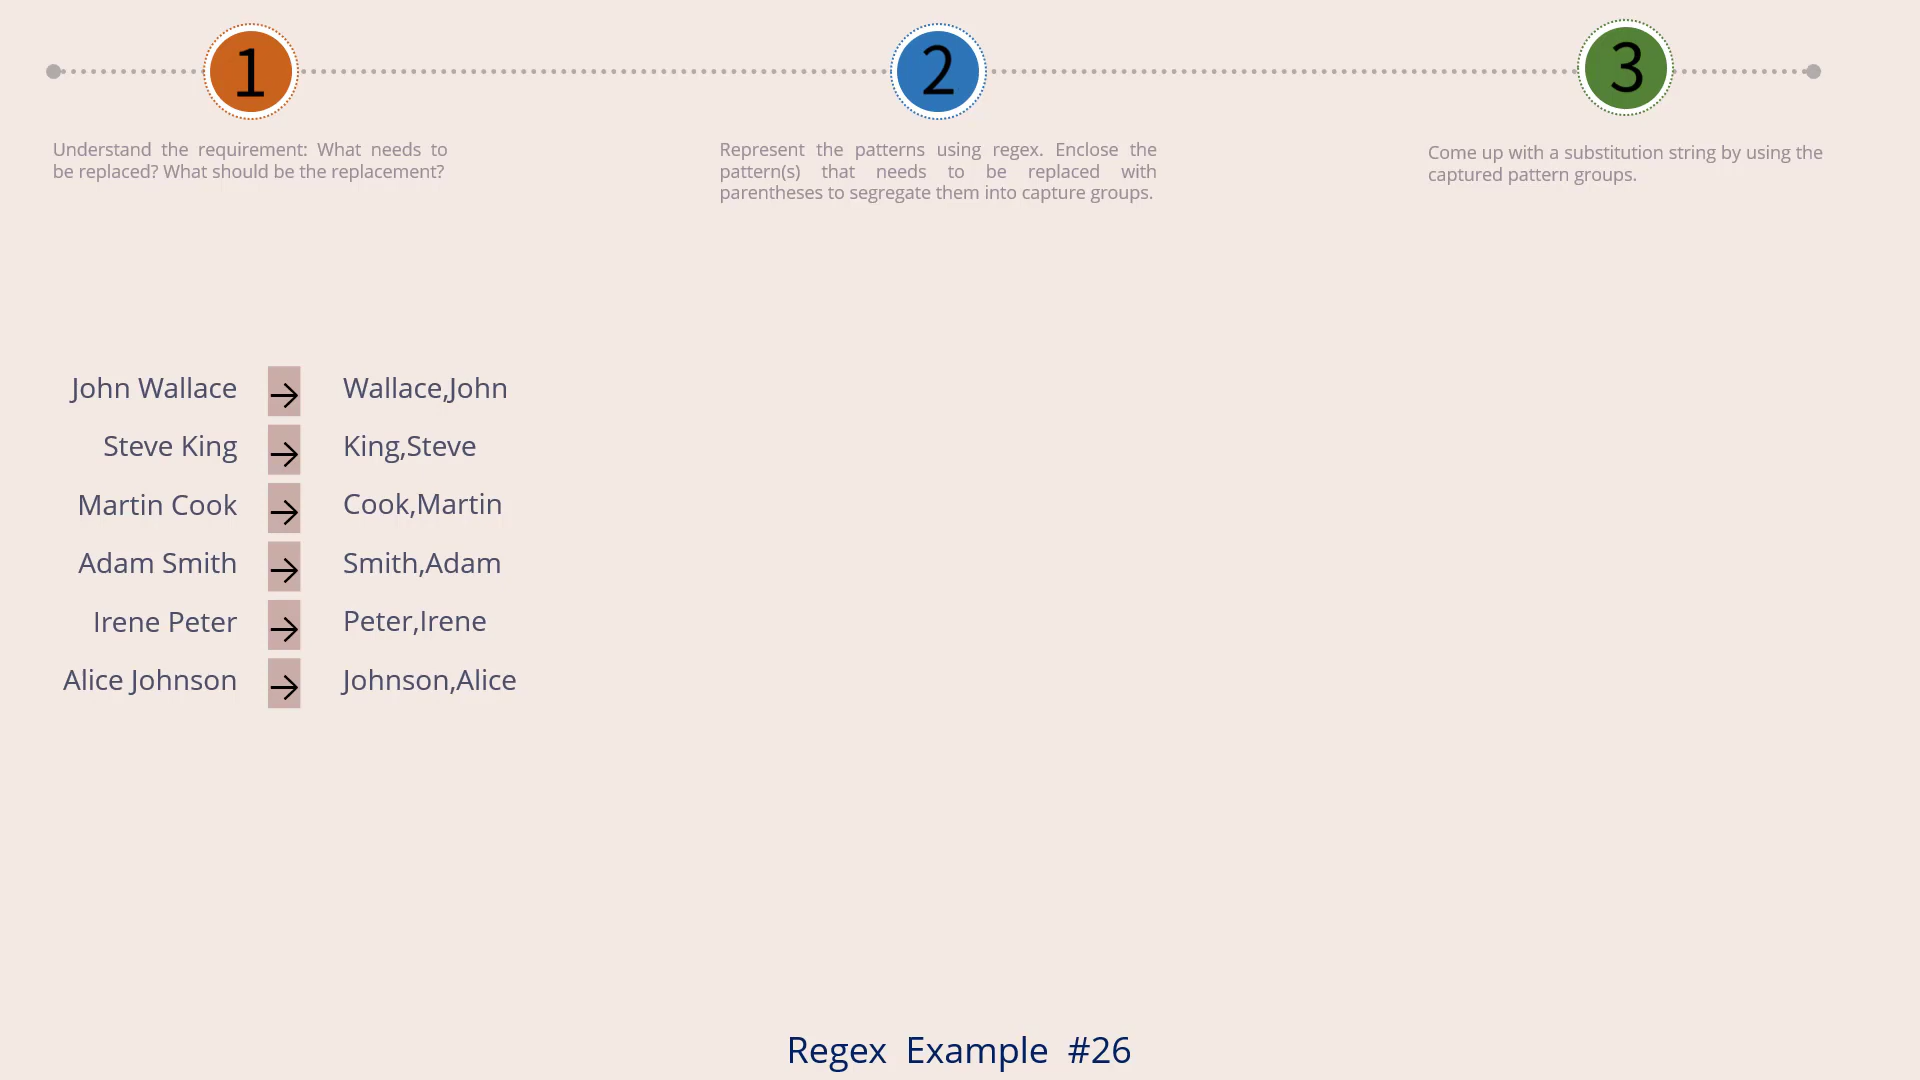 1
2
3
Understand the requirement: What needs to
be replaced? What should be the replacement?
Represent the patterns using regex. Enclose the
pattern(s) that needs to be replaced with
parentheses to segregate them into capture groups.
Come up with a substitution string by using the
captured pattern groups.
John Wallace → Wallace,John
Steve King → King,Steve
Martin Cook → Cook,Martin
Adam Smith → Smith,Adam
Irene Peter → Peter,Irene
Alice Johnson → Johnson,Alice
Regex Example #26